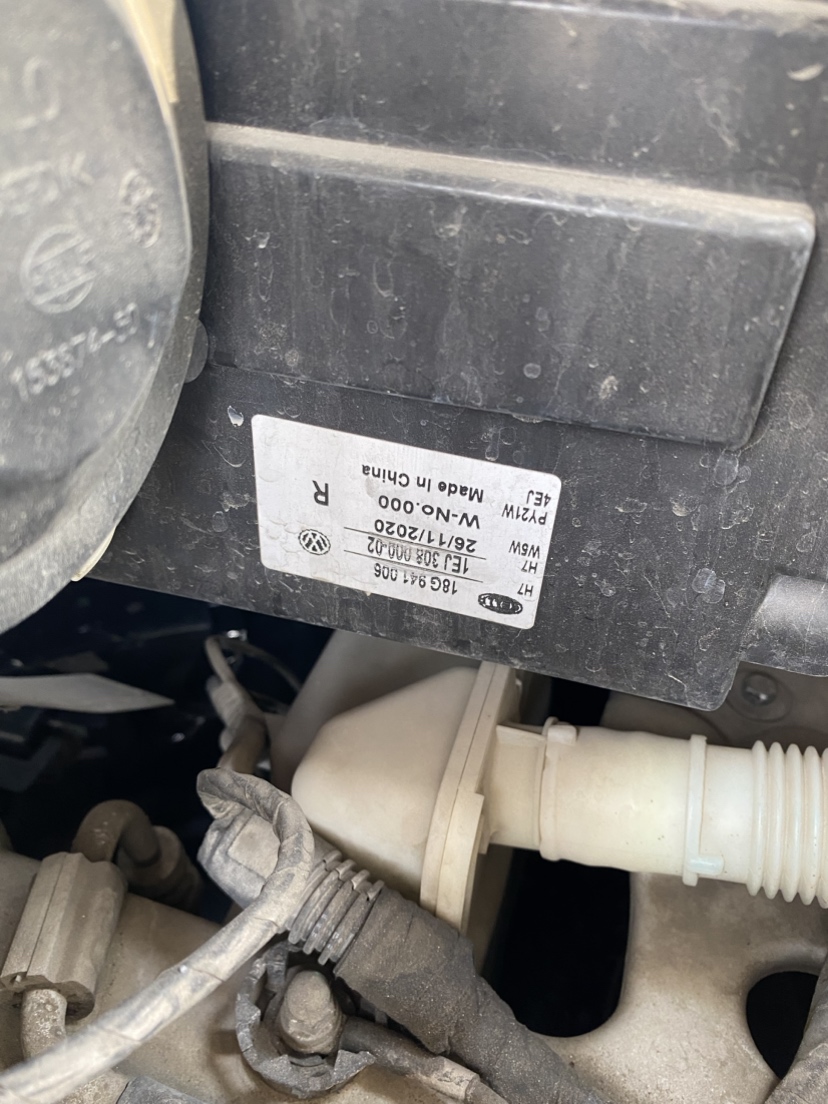 18G 941 006
H7
1EJ 308 000-02
H7
W5W
26/11/2020
PY21W
W-No.000
R
4EJ
Made In China